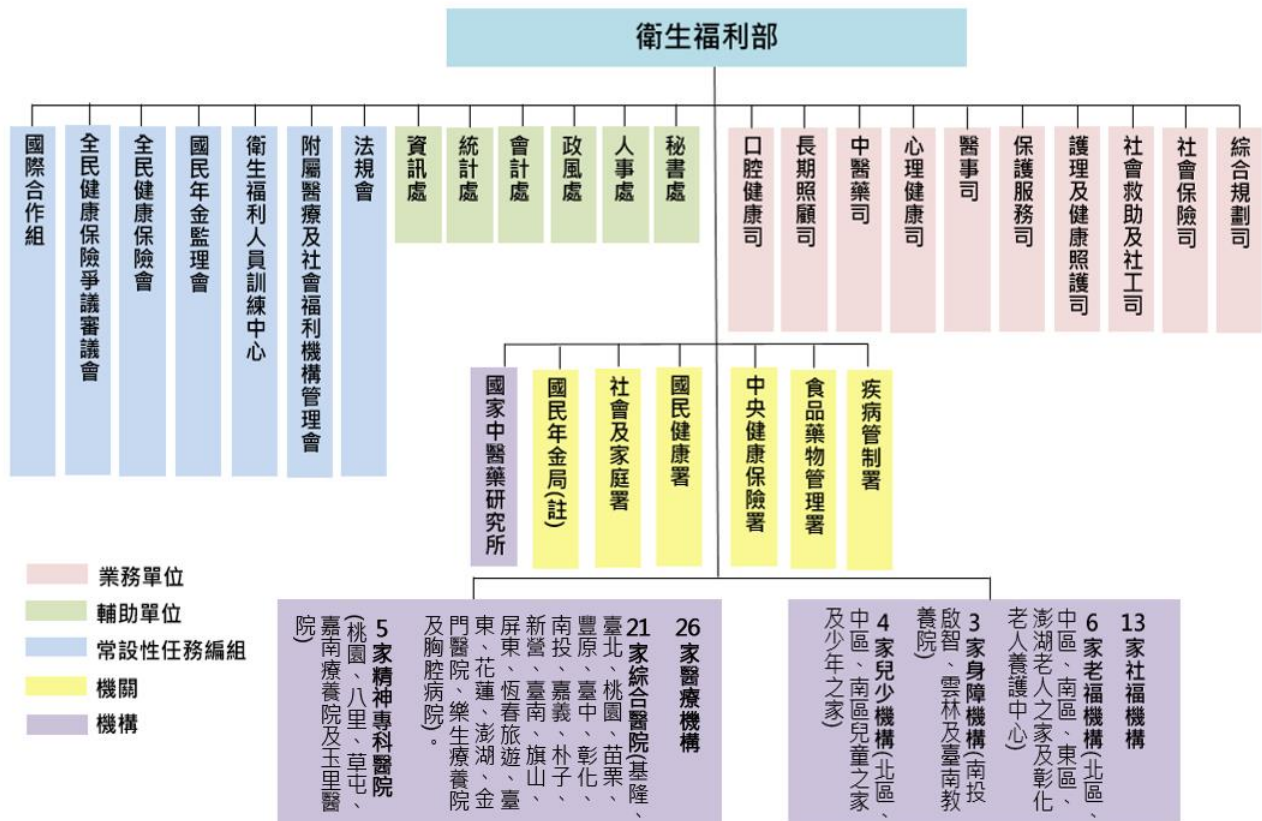 衛生福利部
國際合作組
全民健康保險爭議審議會
全民健康保險會
國民年金監理會
衛生福利人員訓練中心
附屬醫療及社會福利機構管理會
法規會
資訊處
統計處
會計處
政風處
人事處
秘書處
口腔健康司
長期照顧司
中醫藥司
心理健康司
醫事司
保護服務司
護理及健康照護司
社會救助及社工司
社會保險司
綜合規劃司
國家中醫藥研究所
國民年金局(註)
社會及家庭署
國民健康署
中央健康保險署
食品藥物管理署
疾病管制署
業務單位
輔助單位
常設性任務編組
機關
機構
26家醫療機構
21家綜合醫院(基隆、
臺北、桃園、苗栗、
豐原、臺中、彰化、
南投、嘉義、朴子、
新營、臺南、旗山、
屏東、恆春旅遊、臺
東、花蓮、澎湖、金
門醫院、樂生療養院
及胸腔病院)。
5家精神專科醫院
(桃園、八里、草屯、
嘉南療養院及玉里醫
院)
13家社福機構
6家老福機構(北區、
中區、南區、東區、
澎湖老人之家及彰化
老人養護中心)
3家身障機構(南投
啟智、雲林及臺南教
養院)
4家兒少機構(北區、
中區、南區兒童之家
及少年之家)